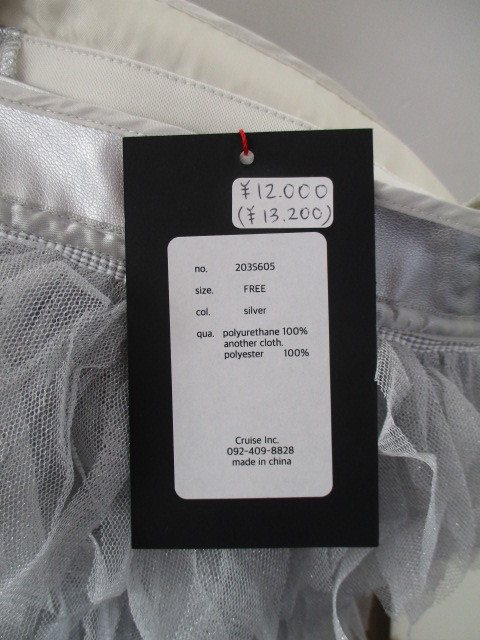 ¥12.000
(¥ 13.200)
no. 203S605
size. FREE
col. silver
qua. polyurethane 100%
another cloth.
polyester 100%
Cruise Inc.
092-409-8828
made in china